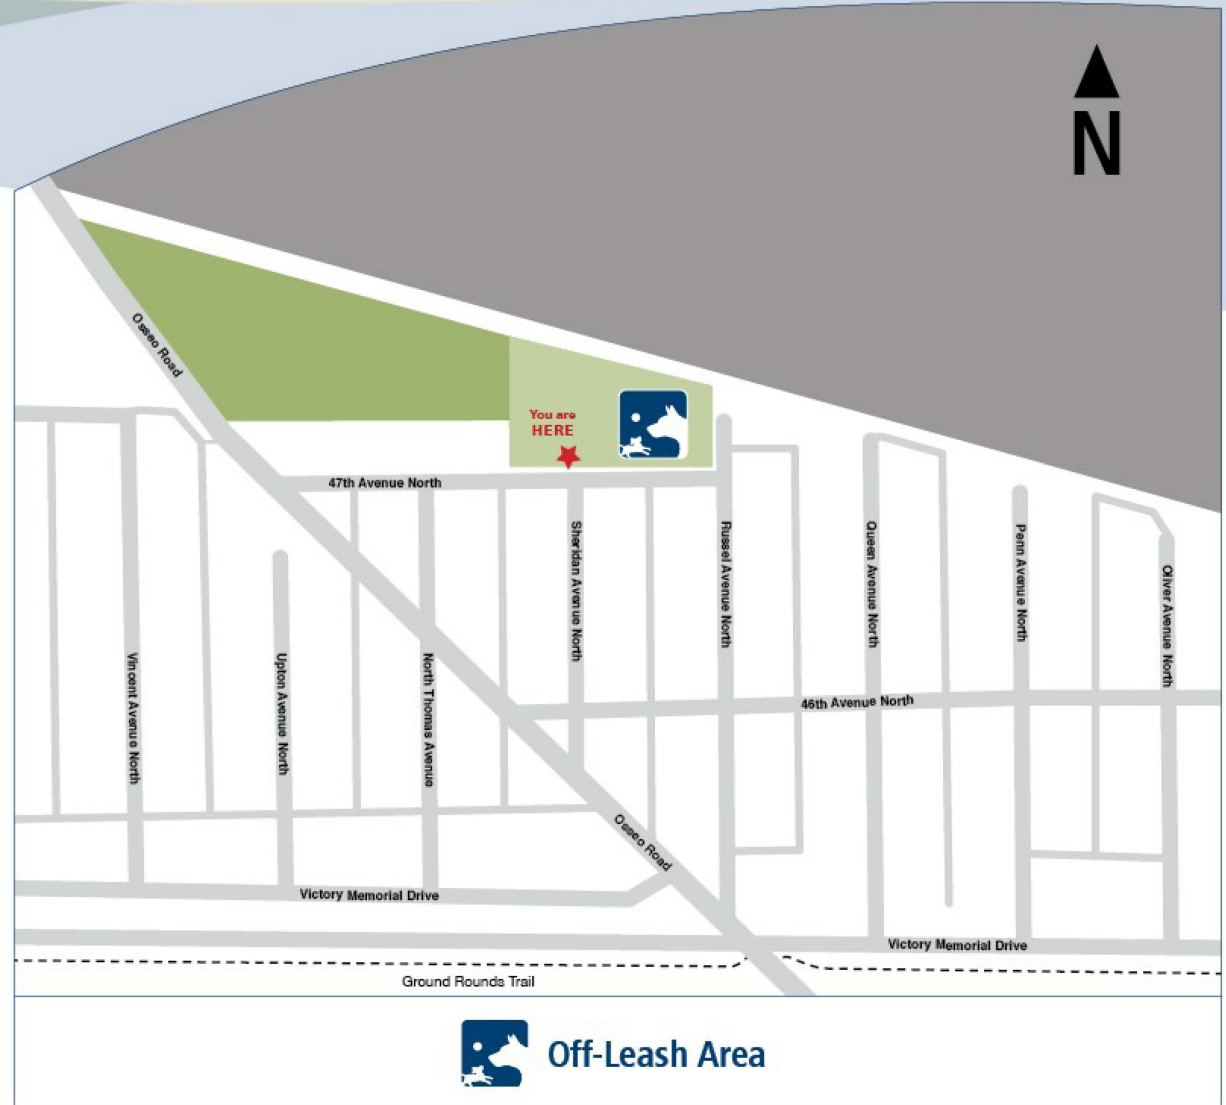 N
Osseo Road
You are
HERE
47th Avenue North
Sheridan Avenue North
Russel Avenue North
Queen Avenue North
Penn Avenue North
Oliver Avenue North
Vincent Avenue North
Upton Avenue North
North Thomas Avenue
46th Avenue North
Osseo Road
Victory Memorial Drive
Victory Memorial Drive
Ground Rounds Trail
Off-Leash Area